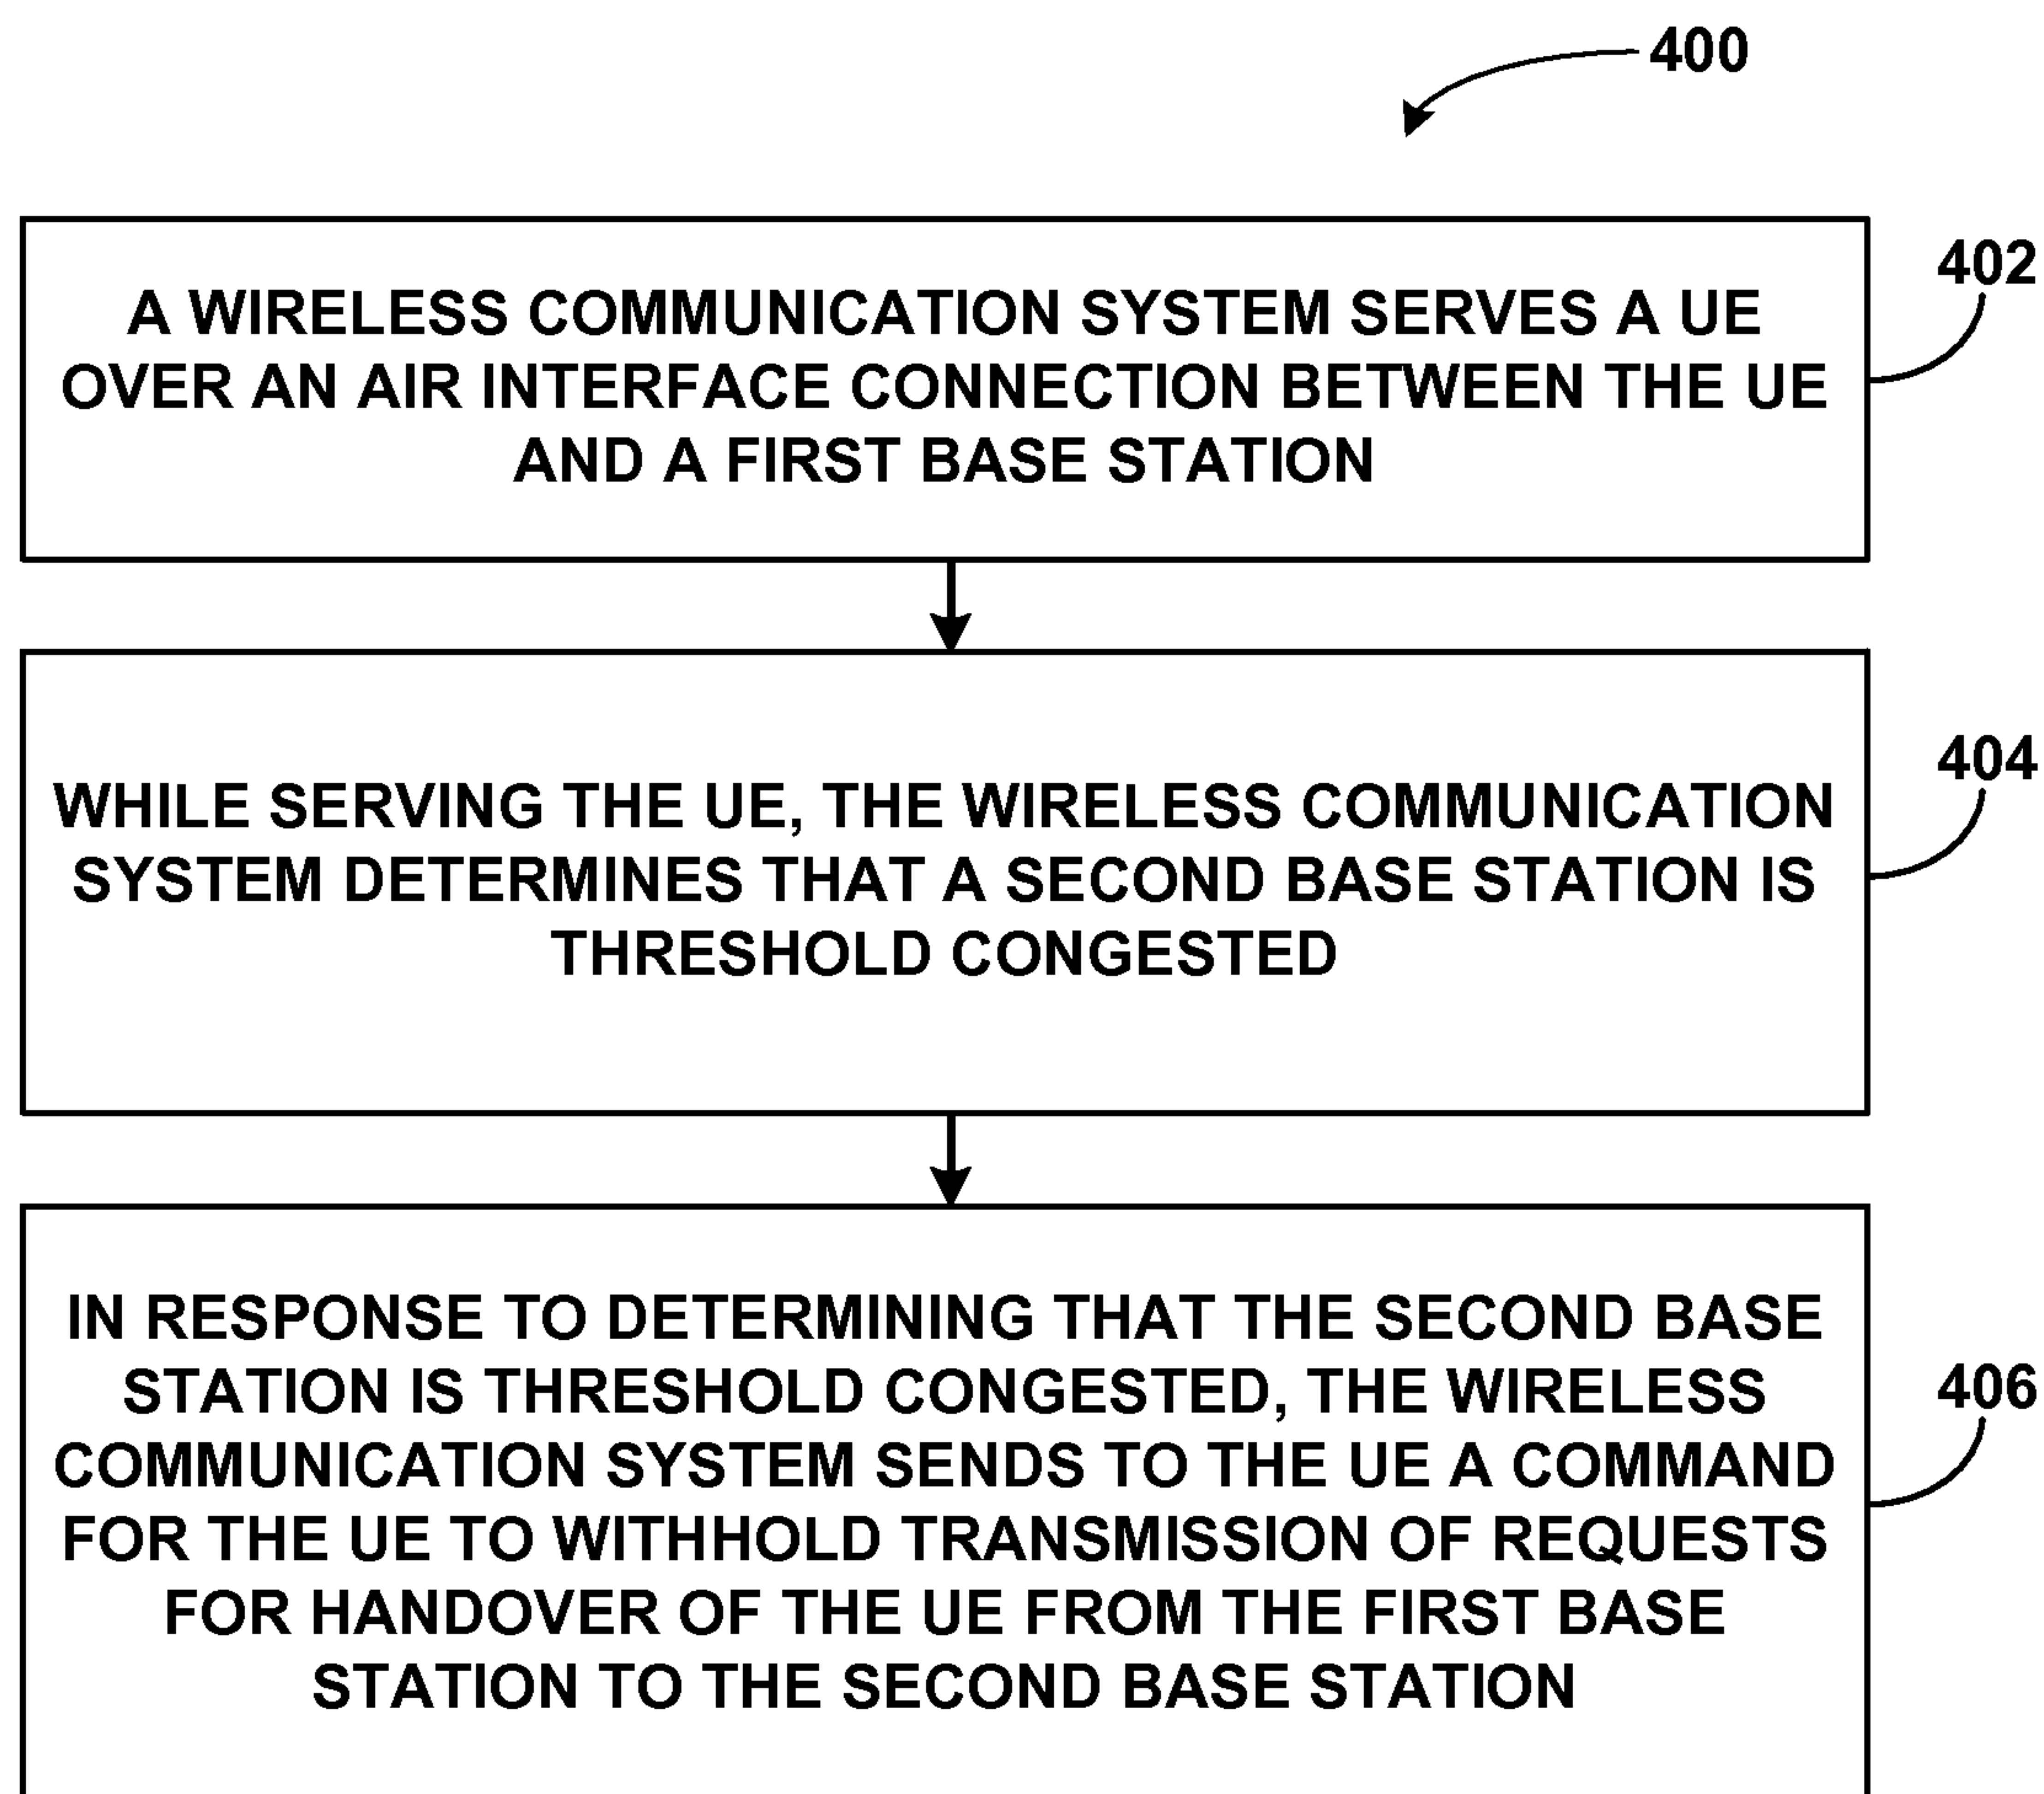 400
A WIRELESS COMMUNICATION SYSTEM SERVES A UE
OVER AN AIR INTERFACE CONNECTION BETWEEN THE UE
AND A FIRST BASE STATION
402
WHILE SERVING THE UE, THE WIRELESS COMMUNICATION
SYSTEM DETERMINES THAT A SECOND BASE STATION IS
THRESHOLD CONGESTED
404
IN RESPONSE TO DETERMINING THAT THE SECOND BASE
STATION IS THRESHOLD CONGESTED, THE WIRELESS
COMMUNICATION SYSTEM SENDS TO THE UE A COMMAND
FOR THE UE TO WITHHOLD TRANSMISSION OF REQUESTS
FOR HANDOVER OF THE UE FROM THE FIRST BASE
STATION TO THE SECOND BASE STATION
406